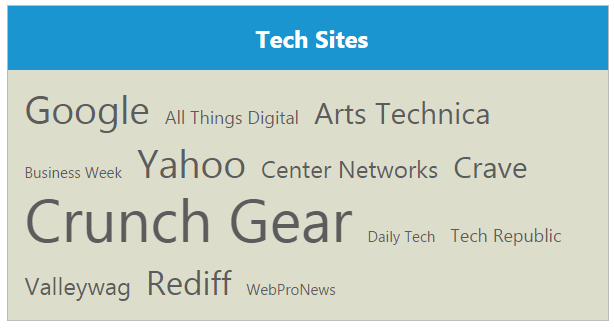 Tech Sites
Google All Things Digital Arts Technica
Business Week Yahoo Center Networks Crave
Crunch Gear Daily Tech Tech Republic
Valleywag Rediff WebProNews